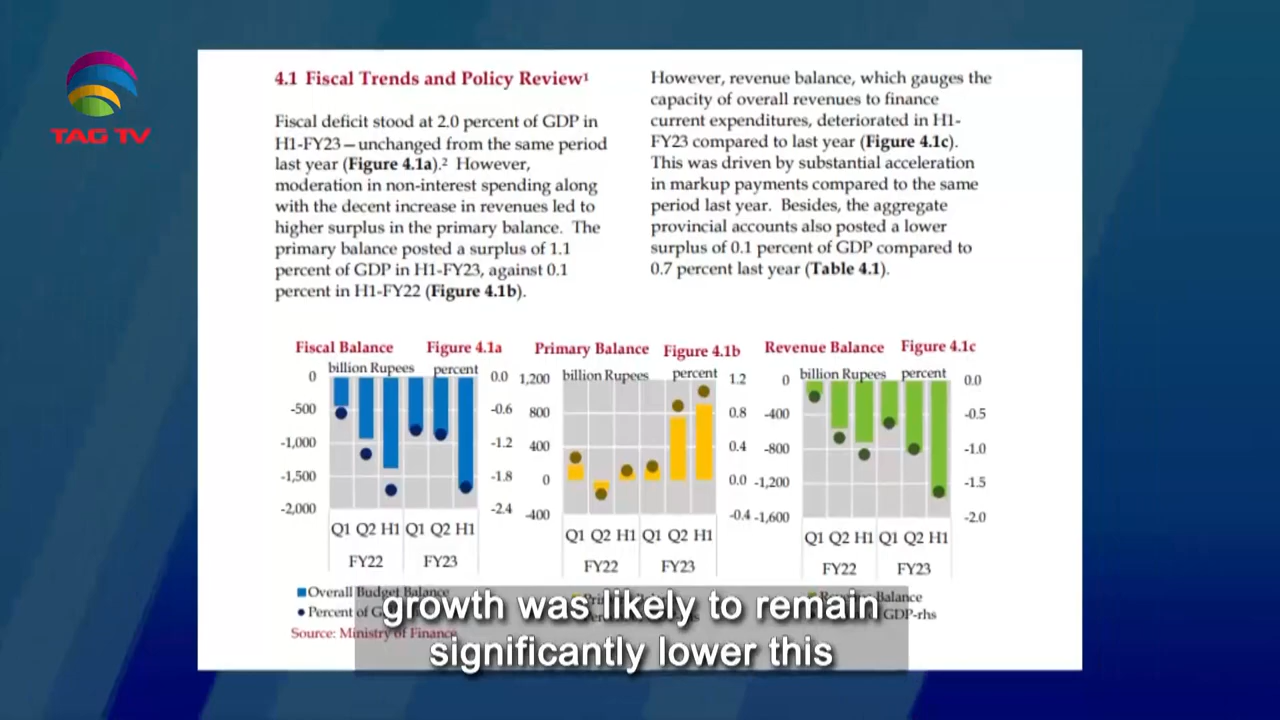 TAG TV
4.1 Fiscal Trends and Policy Review¹
Fiscal deficit stood at 2.0 percent of GDP in
H1-FY23—unchanged from the same period
last year (Figure 4.1a).² However,
moderation in non-interest spending along
with the decent increase in revenues led to
higher surplus in the primary balance. The
primary balance posted a surplus of 1.1
percent of GDP in H1-FY23, against 0.1
percent in H1-FY22 (Figure 4.1b).
However, revenue balance, which gauges the
capacity of overall revenues to finance
current expenditures, deteriorated in H1-
FY23 compared to last year (Figure 4.1c).
This was driven by substantial acceleration
in markup payments compared to the same
period last year. Besides, the aggregate
provincial accounts also posted a lower
surplus of 0.1 percent of GDP compared to
0.7 percent last year (Table 4.1).
Fiscal Balance Figure 4.1a
billion Rupees percent
0 0.0
-500 -0.6
-1,000 -1.2
-1,500 -1.8
-2,000 -2.4
Q1 Q2 H1 Q1 Q2 H1
FY22 FY23
Overall Budget Balance
Percent of
Source: Ministry of Finance
Primary Balance Figure 4.1b
billion Rupees percent
1,200 1.2
800 0.8
400 0.4
0 0.0
-400 -0.4
Q1 Q2 H1 Q1 Q2 H1
FY22 FY23
Revenue Balance Figure 4.1c
billion Rupees percent
0 0.0
-400 -0.5
-800 -1.0
-1,200 -1.5
-1,600 -2.0
Q1 Q2 H1 Q1 Q2 H1
FY22 FY23
Balance
GDP-rhs
growth was likely to remain
significantly lower this